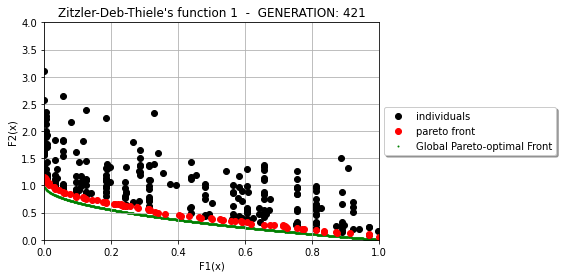 Zitzler-Deb-Thiele's function 1 - GENERATION: 421
4.0
3.5
3.0
2.5
2.0
1.5
1.0
0.5
0.0
F2(x)
0.0 0.2 0.4 0.6 0.8 1.0
F1(x)
individuals
pareto front
Global Pareto-optimal Front